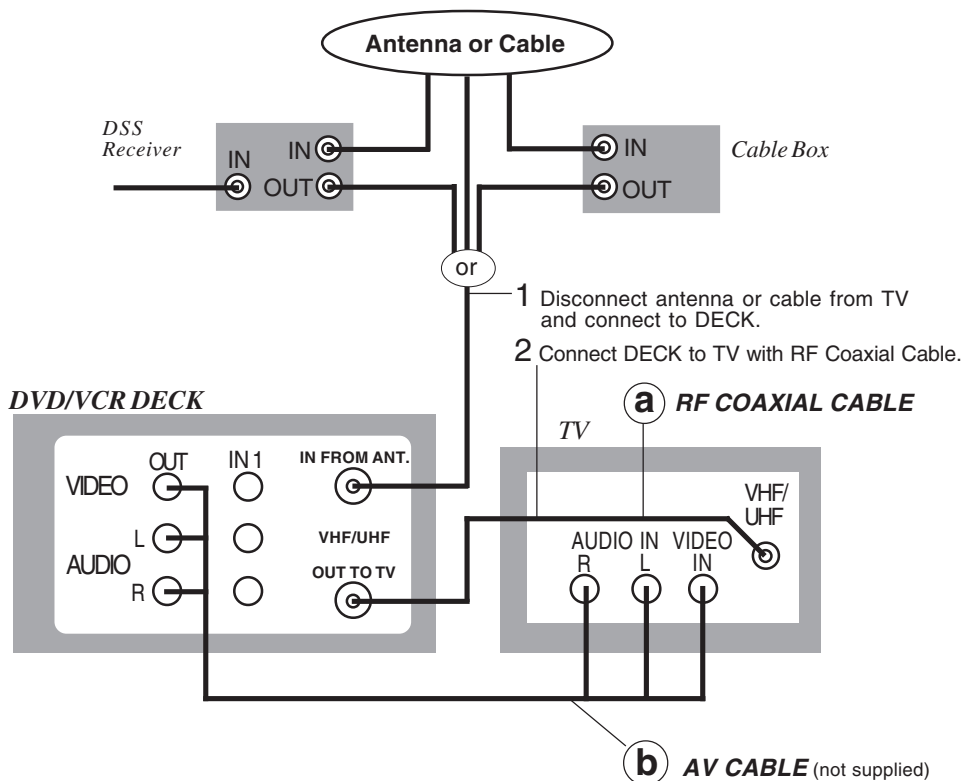 Antenna or Cable
DSS
Receiver
IN
IN
OUT
IN
OUT
Cable Box
or
1 Disconnect antenna or cable from TV
and connect to DECK.
2 Connect DECK to TV with RF Coaxial Cable.
a RF COAXIAL CABLE
DVD/VCR DECK
OUT
IN 1
IN FROM ANT.
VIDEO
L
VHF/UHF
AUDIO
OUT TO TV
R
TV
VHF/
UHF
AUDIO IN
VIDEO
R
L
IN
b AV CABLE (not supplied)